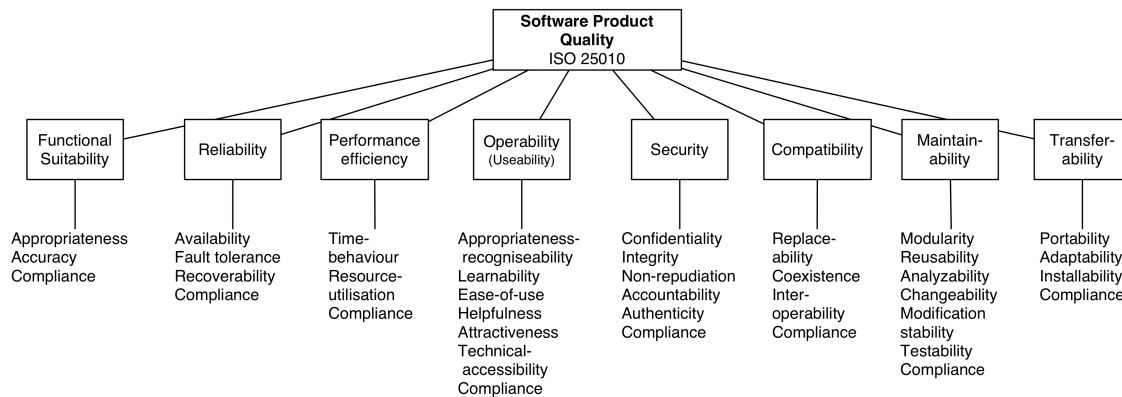 Software Product
Quality
ISO 25010
Functional
Suitability
Reliability
Performance
efficiency
Operability
(Useability)
Security
Compatibility
Maintain-
ability
Transfer-
ability
Appropriateness
Accuracy
Compliance
Availability
Fault tolerance
Recoverability
Compliance
Time-
behaviour
Resource-
utilisation
Compliance
Appropriateness-
recogniseability
Learnability
Ease-of-use
Helpfulness
Attractiveness
Technical-
accessibility
Compliance
Confidentiality
Integrity
Non-repudiation
Accountability
Authenticity
Compliance
Replace-
ability
Coexistence
Inter-
operability
Compliance
Modularity
Reusability
Analyzability
Changeability
Modification
stability
Testability
Compliance
Portability
Adaptability
Installability
Compliance